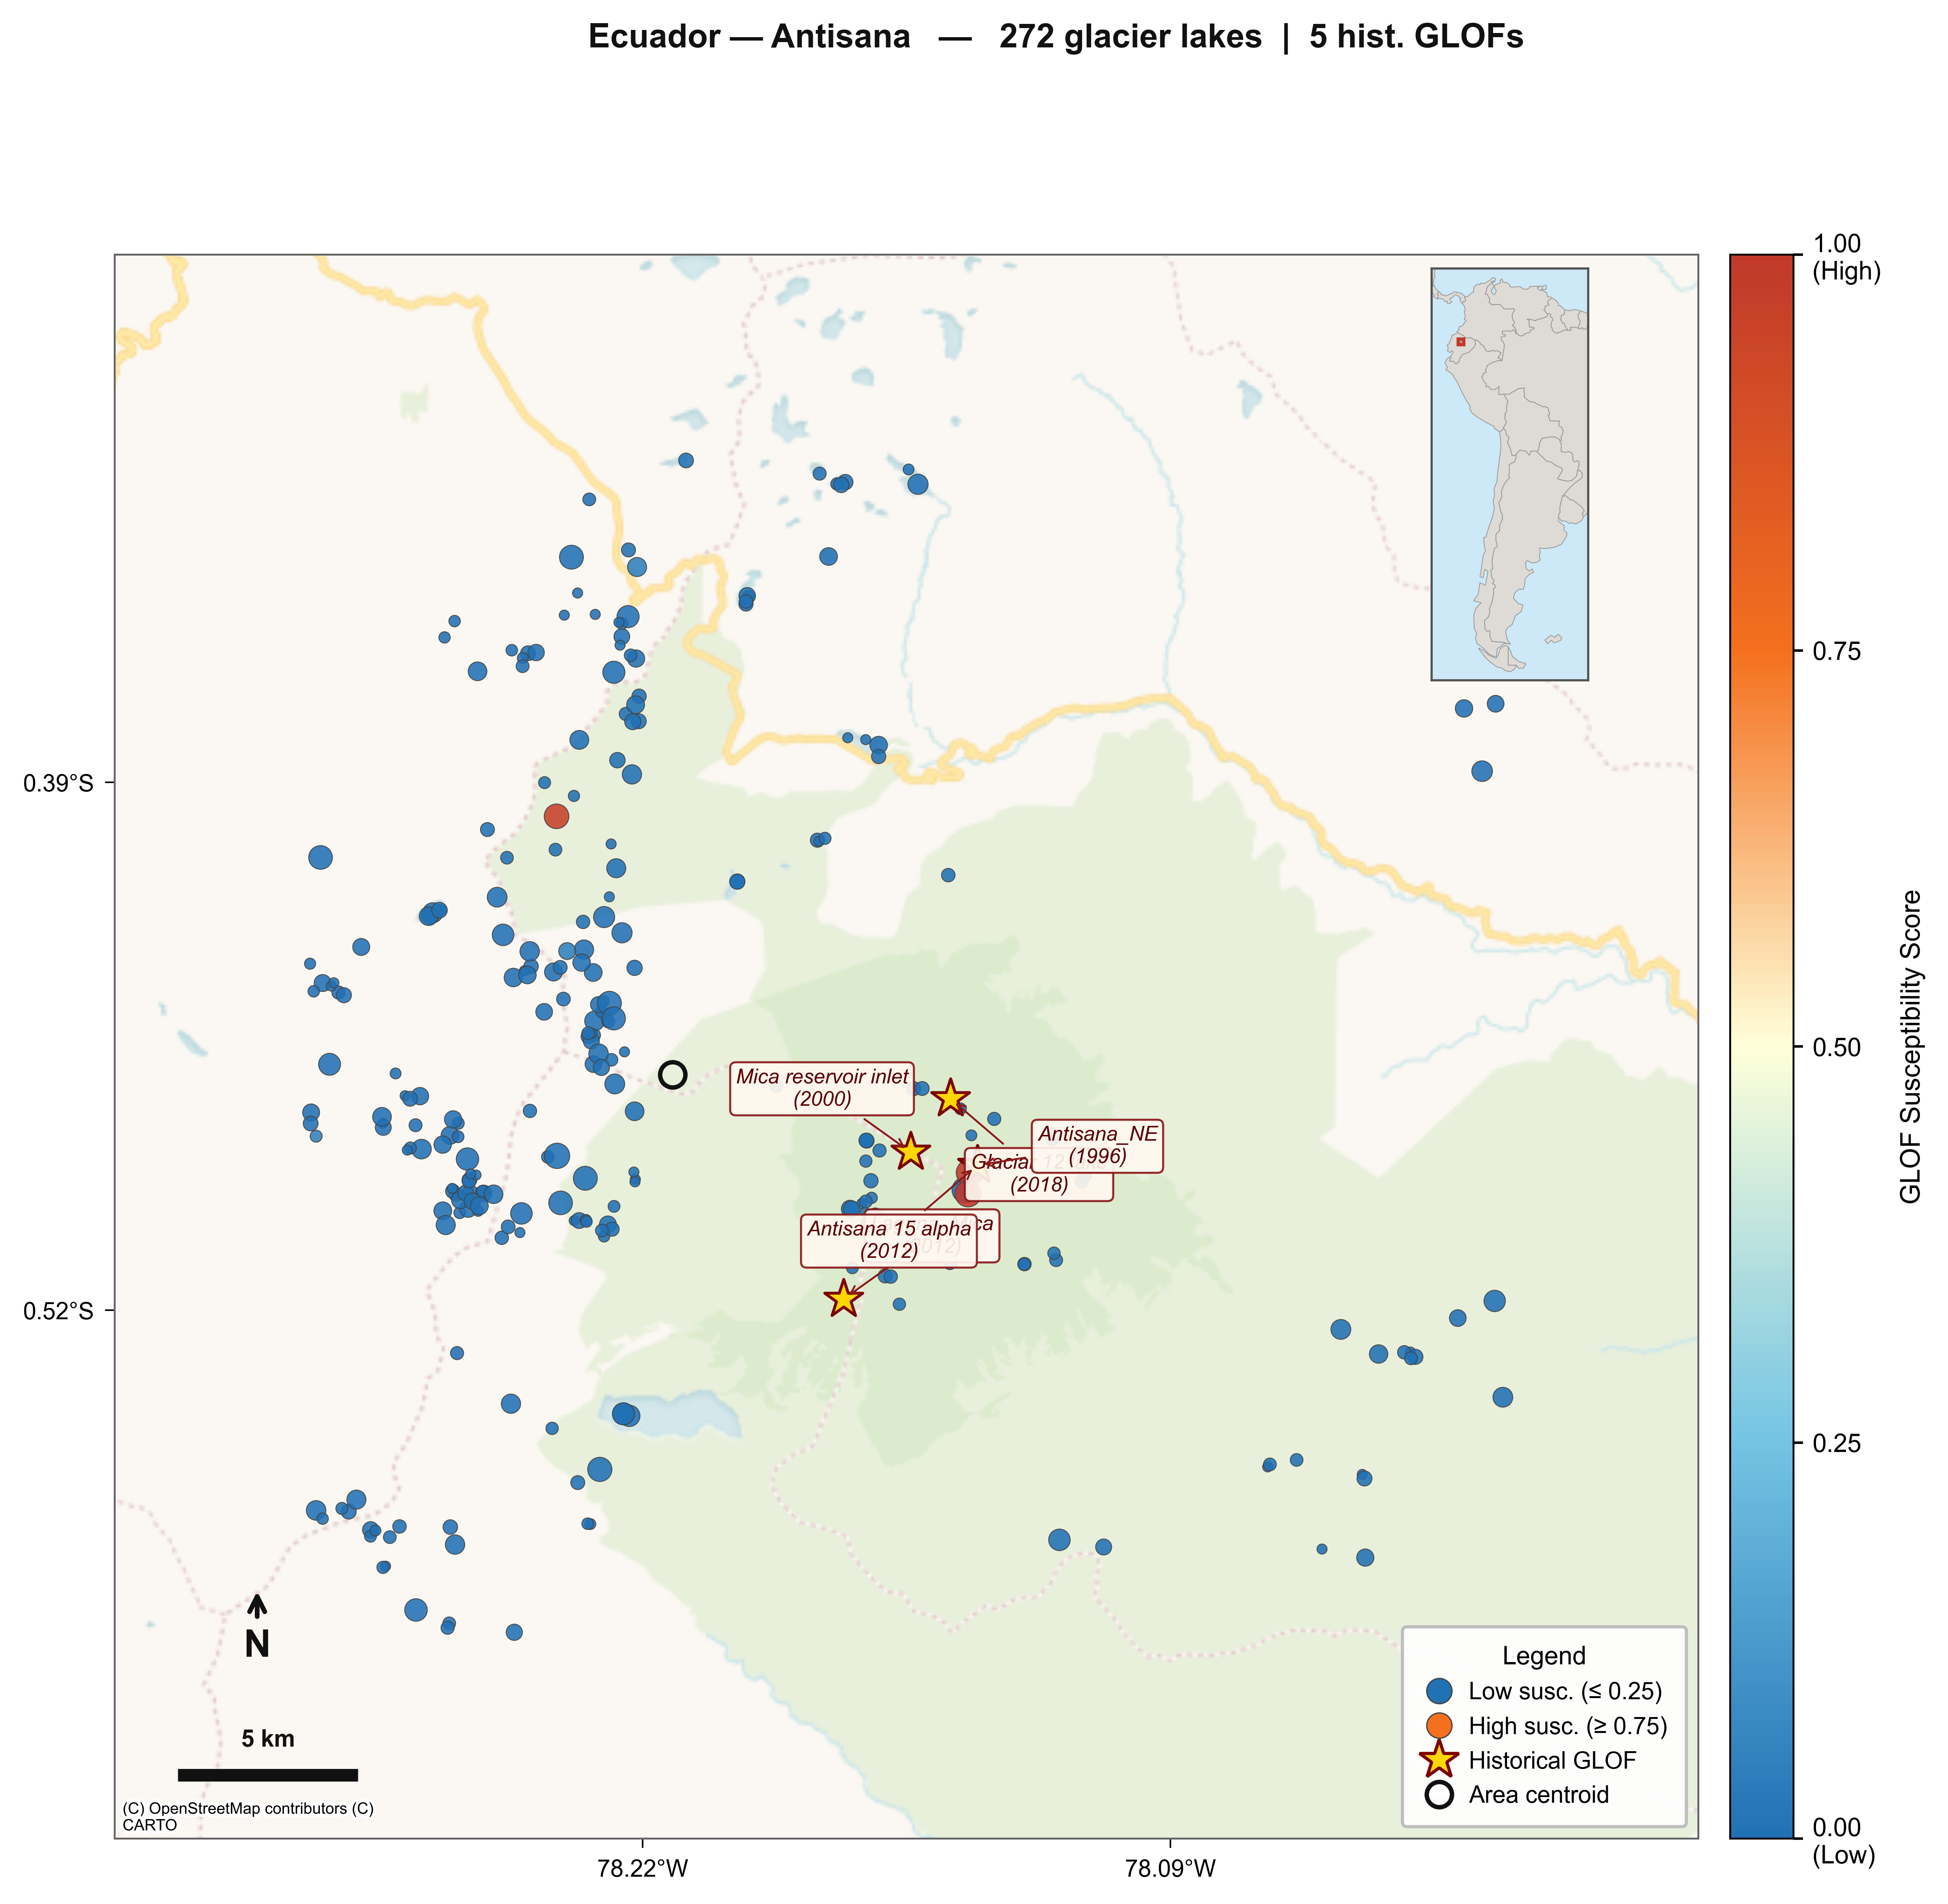 Ecuador — Antisana — 272 glacier lakes | 5 hist. GLOFs
1.00
(High)
0.75
0.50
0.25
0.00
(Low)
GLOF Susceptibility Score
0.39°S
0.52°S
78.22°W
78.09°W
Mica reservoir inlet
(2000)
Antisana_NE
(1996)
Glaciar 12
(2018)
Antisana 15 alpha
(2012)
N
5 km
(C) OpenStreetMap contributors (C)
CARTO
Legend
Low susc. (≤ 0.25)
High susc. (≥ 0.75)
Historical GLOF
Area centroid